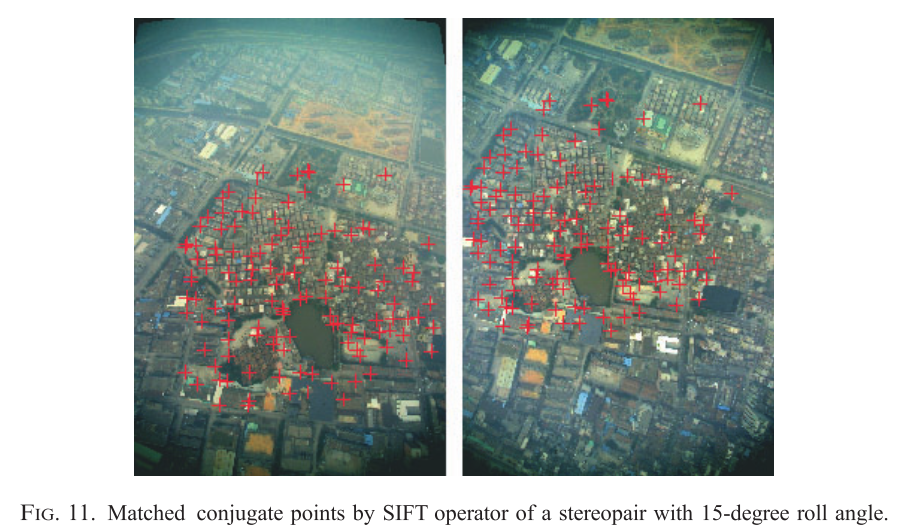 FIG. 11. Matched conjugate points by SIFT operator of a stereopair with 15-degree roll angle.